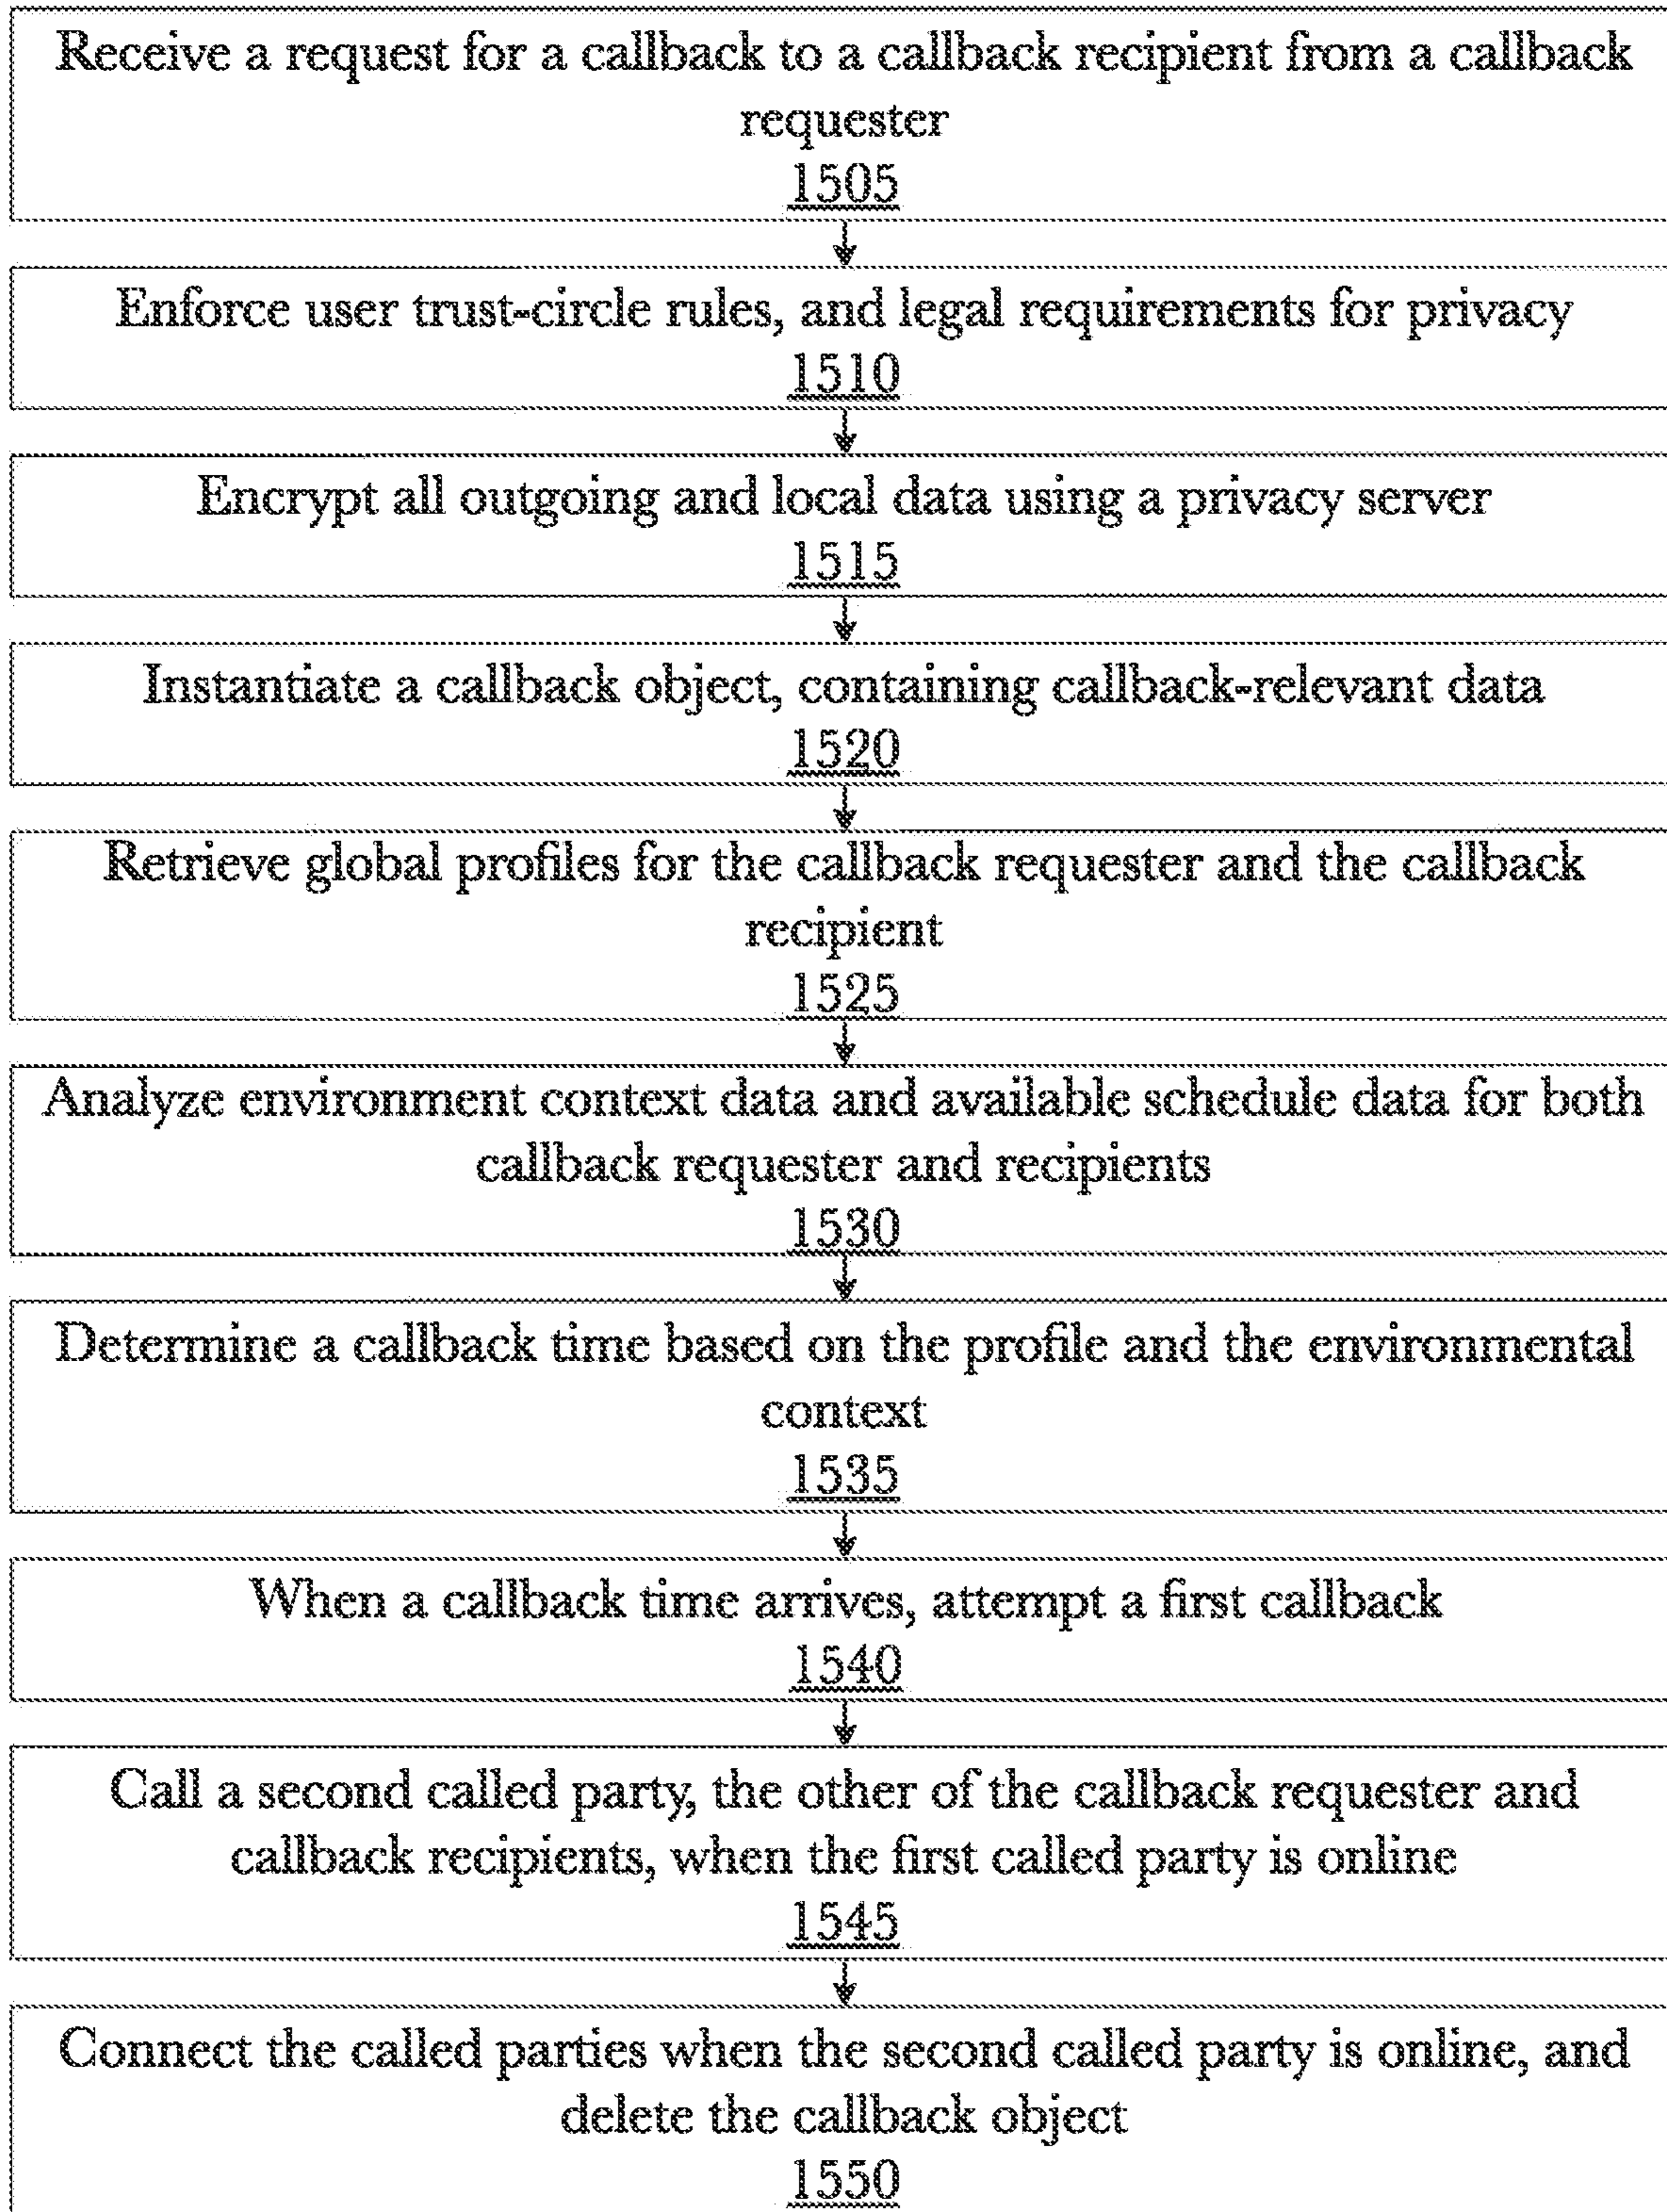 Receive a request for a callback to a callback recipient from a callback
requester
1505
Enforce user trust-circle rules, and legal requirements for privacy
1510
Encrypt all outgoing and local data using a privacy server
1515
Instantiate a callback object, containing callback-relevant data
1520
Retrieve global profiles for the callback requester and the callback
recipient
1525
Analyze environment context data and available schedule data for both
callback requester and recipients
1530
Determine a callback time based on the profile and the environmental
context
1535
When a callback time arrives, attempt a first callback
1540
Call a second called party, the other of the callback requester and
callback recipients, when the first called party is online
1545
Connect the called parties when the second called party is online, and
delete the callback object
1550